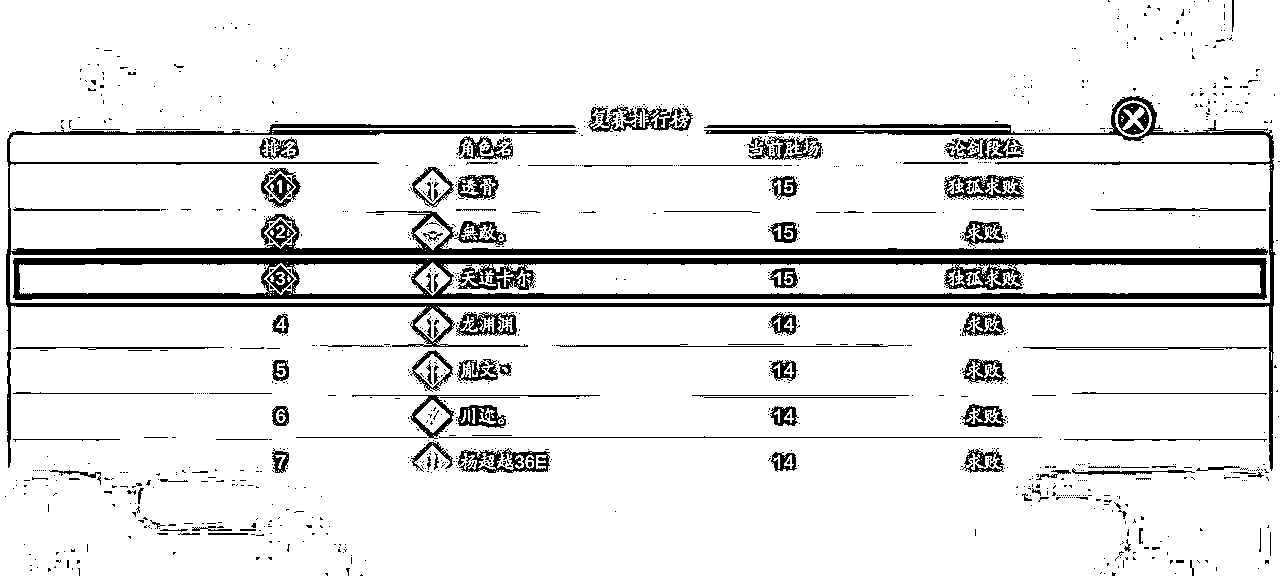 复赛排行榜
排名 角色名 当前胜场 论剑段位
1 透骨 15 独孤求败
2 無敵。 15 求败
3 天道卡尔 15 独孤求败
4 龙渊渊 14 求败
5 胤文丶 14 求败
6 川迹。 14 求败
7 杨超越36E 14 求败